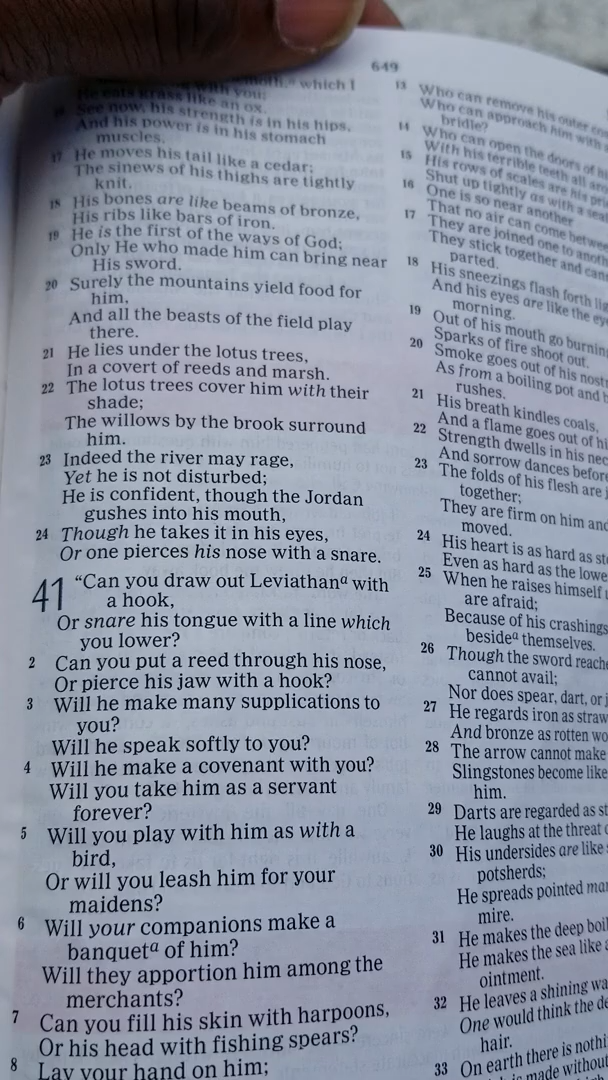 649
which I
with you;
He eats grass like an ox.
16 See now, his strength is in his hips,
And his power is in his stomach
muscles.
17 He moves his tail like a cedar;
The sinews of his thighs are tightly
knit.
18 His bones are like beams of bronze,
His ribs like bars of iron.
19 He is the first of the ways of God;
Only He who made him can bring near
His sword.
20 Surely the mountains yield food for
him,
And all the beasts of the field play
there.
21 He lies under the lotus trees,
In a covert of reeds and marsh.
22 The lotus trees cover him with their
shade;
The willows by the brook surround
him.
23 Indeed the river may rage,
Yet he is not disturbed;
He is confident, though the Jordan
gushes into his mouth,
24 Though he takes it in his eyes,
Or one pierces his nose with a snare.
41 “Can you draw out Leviathanª with
a hook,
Or snare his tongue with a line which
you lower?
2 Can you put a reed through his nose,
Or pierce his jaw with a hook?
3 Will he make many supplications to
you?
Will he speak softly to you?
4 Will he make a covenant with you?
Will you take him as a servant
forever?
5 Will you play with him as with a
bird,
Or will you leash him for your
maidens?
6 Will your companions make a
banquetª of him?
Will they apportion him among the
merchants?
7 Can you fill his skin with harpoons,
Or his head with fishing spears?
8 Lay your hand on him;
13 Who can remove his outer
Who can approach him with
bridle?
14 Who can open the doors of
With his terrible teeth all
15 His rows of scales are his
Shut up tightly as with a
16 One is so near another
That no air can come
17 They are joined one to
They stick together and
parted.
18 His sneezings flash forth
And his eyes are like the
morning.
19 Out of his mouth go
Sparks of fire shoot out.
20 Smoke goes out of his
As from a boiling pot and
rushes.
21 His breath kindles coals,
And a flame goes out of
22 Strength dwells in his
And sorrow dances before
23 The folds of his flesh are
together;
They are firm on him and
moved.
24 His heart is as hard as
Even as hard as the
25 When he raises himself
are afraid;
Because of his crashings
besideª themselves.
26 Though the sword
cannot avail;
Nor does spear, dart, or
27 He regards iron as straw
And bronze as rotten
28 The arrow cannot make
Slingstones become like
him.
29 Darts are regarded as
He laughs at the threat
30 His undersides are like
potsherds;
He spreads pointed
mire.
31 He makes the deep
He makes the sea like
ointment.
32 He leaves a shining
One would think the
hair.
33 On earth there is
made without